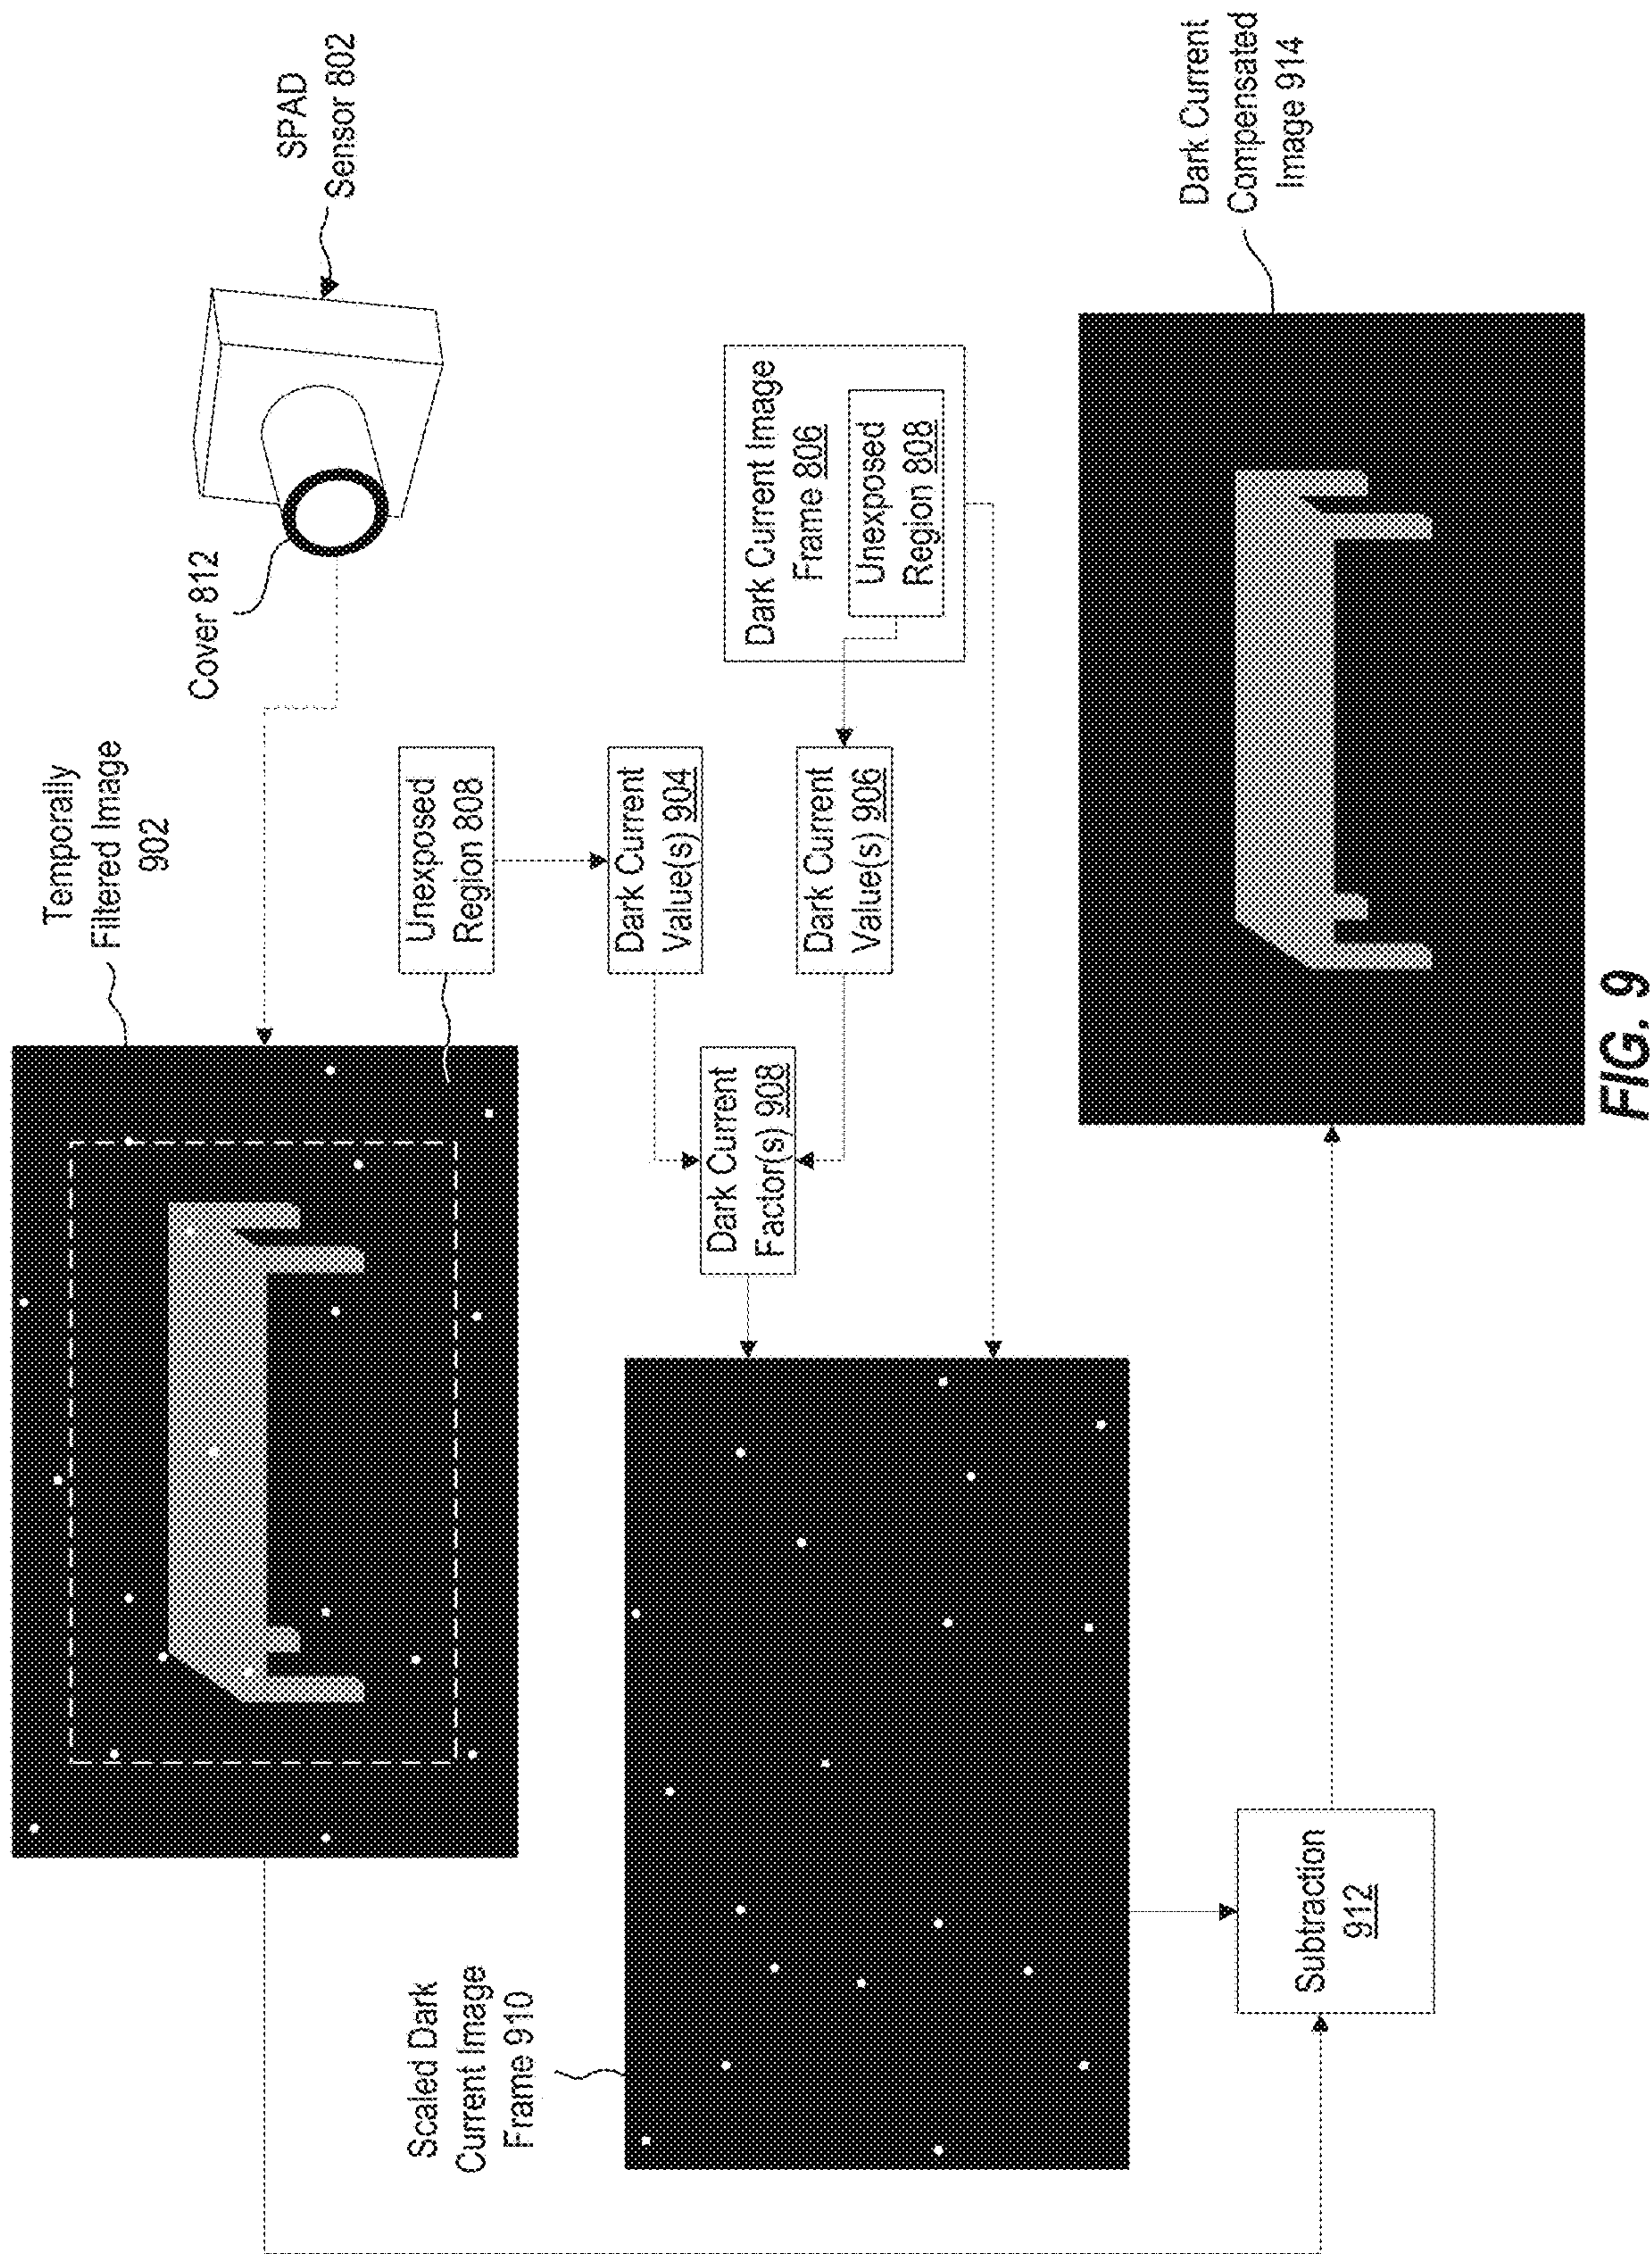 Temporally
Filtered Image
902
Cover 812
SPAD
Sensor 802
Unexposed
Region 808
Dark Current
Value(s) 904
Dark Current
Factor(s) 908
Dark Current
Value(s) 906
Dark Current Image
Frame 806
Unexposed
Region 808
Scaled Dark
Current Image
Frame 910
Subtraction
912
Dark Current
Compensated
Image 914
FIG. 9